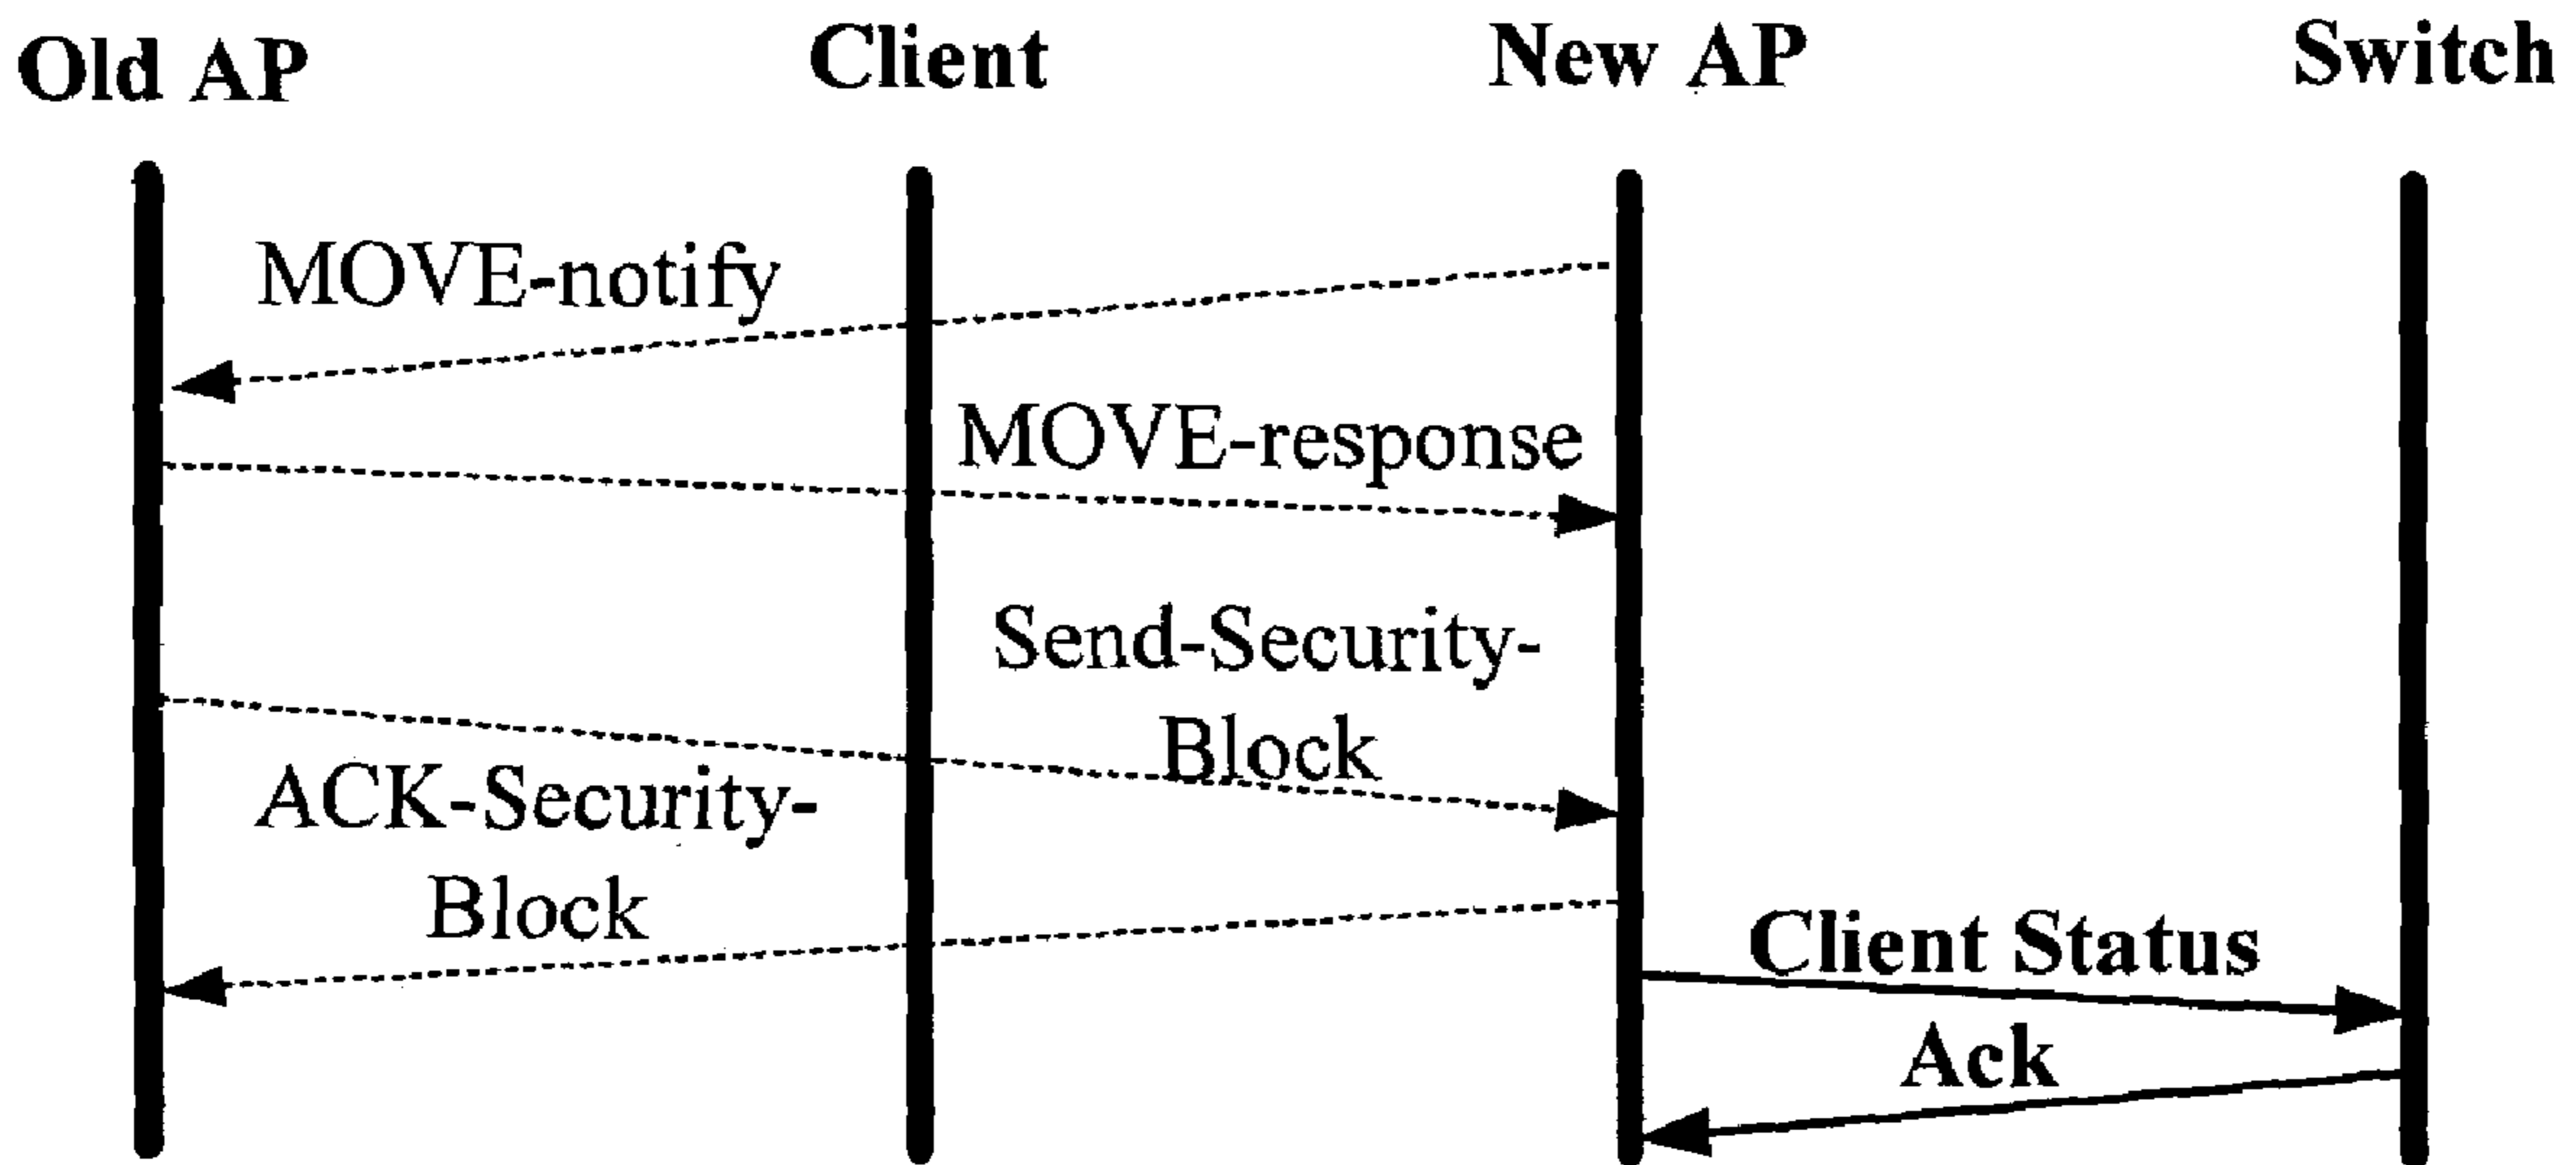 Old AP
Client
New AP
Switch
MOVE-notify
MOVE-response
Send-Security-
Block
ACK-Security-
Block
Client Status
Ack